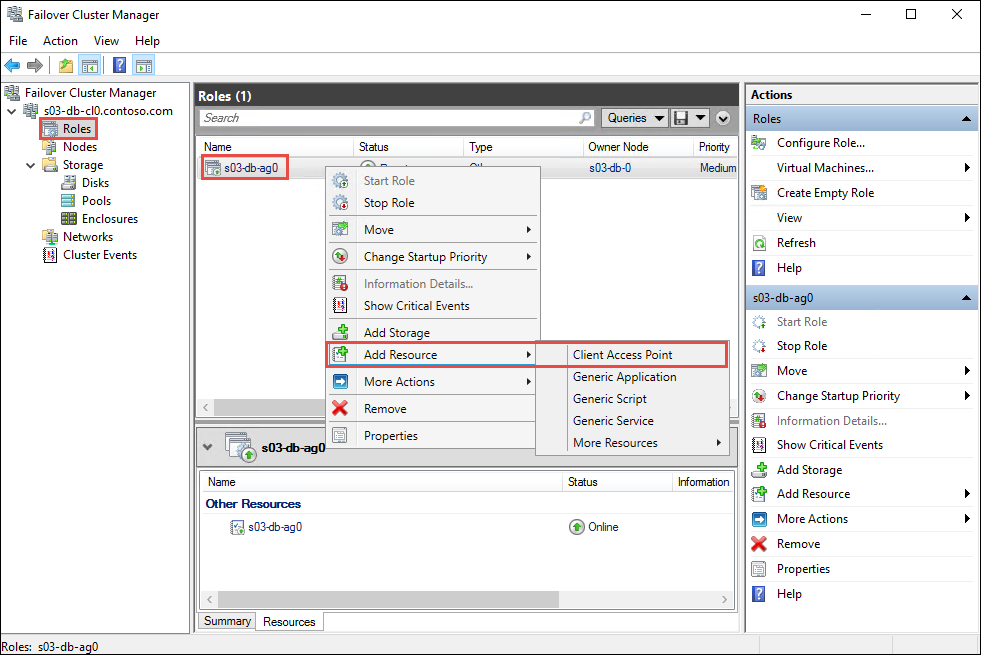 Failover Cluster Manager
File Action View Help
Failover Cluster Manager
s03-db-cl0.contoso.com
Roles
Nodes
Storage
Disks
Pools
Enclosures
Networks
Cluster Events
Roles (1)
Search
Queries
Name Status Type Owner Node Priority
s03-db-ag0 s03-db-0 Medium
Start Role
Stop Role
Move
Change Startup Priority
Information Details...
Show Critical Events
Add Storage
Add Resource
More Actions
Remove
Properties
Client Access Point
Generic Application
Generic Script
Generic Service
More Resources
s03-db-ag0
Name Status Information
Other Resources
s03-db-ag0 Online
Summary Resources
Actions
Roles
Configure Role...
Virtual Machines...
Create Empty Role
View
Refresh
Help
s03-db-ag0
Start Role
Stop Role
Move
Change Startup Priority
Information Details...
Show Critical Events
Add Storage
Add Resource
More Actions
Remove
Properties
Help
Roles: s03-db-ag0